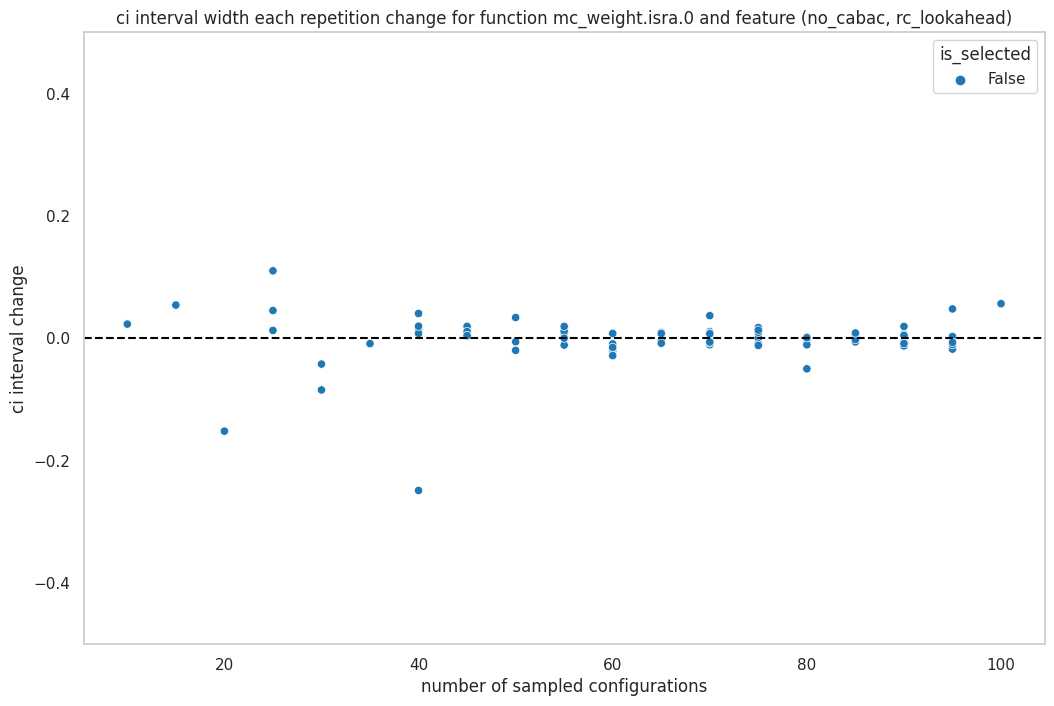 ci interval width each repetition change for function mc_weight.isra.0 and feature (no_cabac, rc_lookahead)
is_selected
False
ci interval change
0.4
0.2
0.0
−0.2
−0.4
20 40 60 80 100
number of sampled configurations